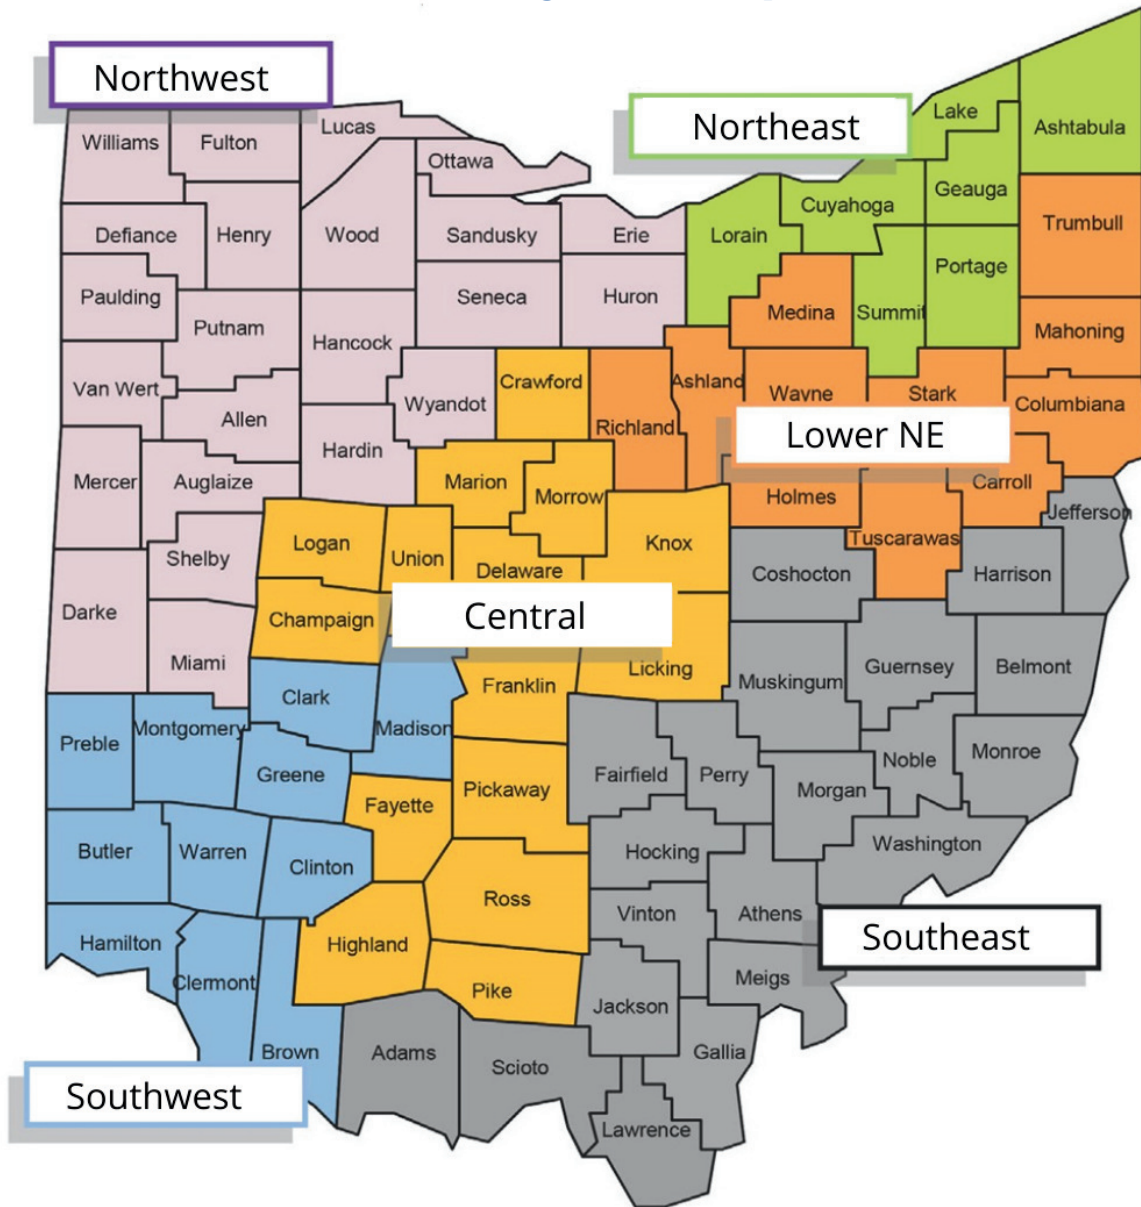 Northwest
Northeast
Lower NE
Central
Southeast
Southwest
Williams
Fulton
Lucas
Ottawa
Lake
Ashtabula
Geauga
Cuyahoga
Defiance
Henry
Wood
Sandusky
Erie
Lorain
Trumbull
Paulding
Putnam
Seneca
Huron
Medina
Summit
Portage
Mahoning
Hancock
Van Wert
Allen
Wyandot
Crawford
Richland
Ashland
Wayne
Stark
Columbiana
Mercer
Auglaize
Hardin
Marion
Morrow
Holmes
Carroll
Jefferson
Logan
Union
Delaware
Knox
Tuscarawas
Shelby
Coshocton
Harrison
Darke
Champaign
Miami
Licking
Muskingum
Guernsey
Belmont
Clark
Madison
Franklin
Preble
Montgomery
Greene
Fayette
Pickaway
Fairfield
Perry
Morgan
Noble
Monroe
Butler
Warren
Clinton
Hocking
Washington
Ross
Vinton
Athens
Hamilton
Clermont
Highland
Pike
Jackson
Meigs
Brown
Adams
Scioto
Gallia
Lawrence